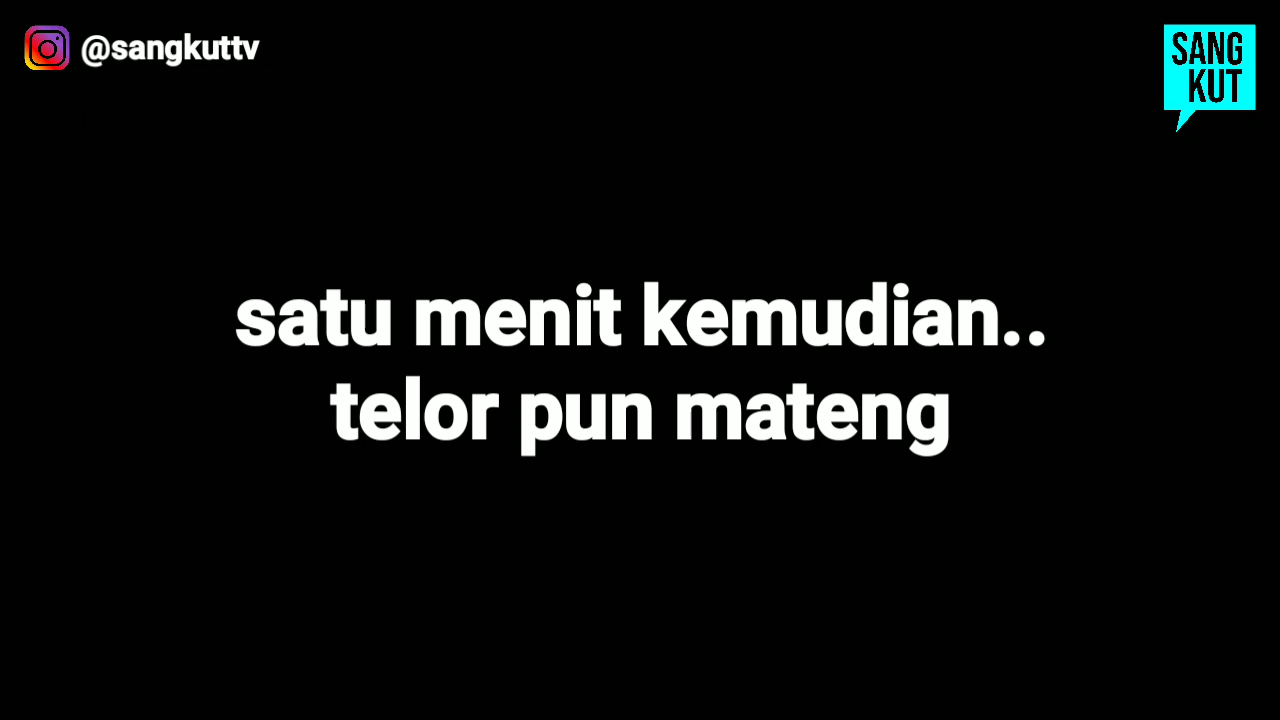 @sangkuttv
SANG
KUT
satu menit kemudian..
telor pun mateng